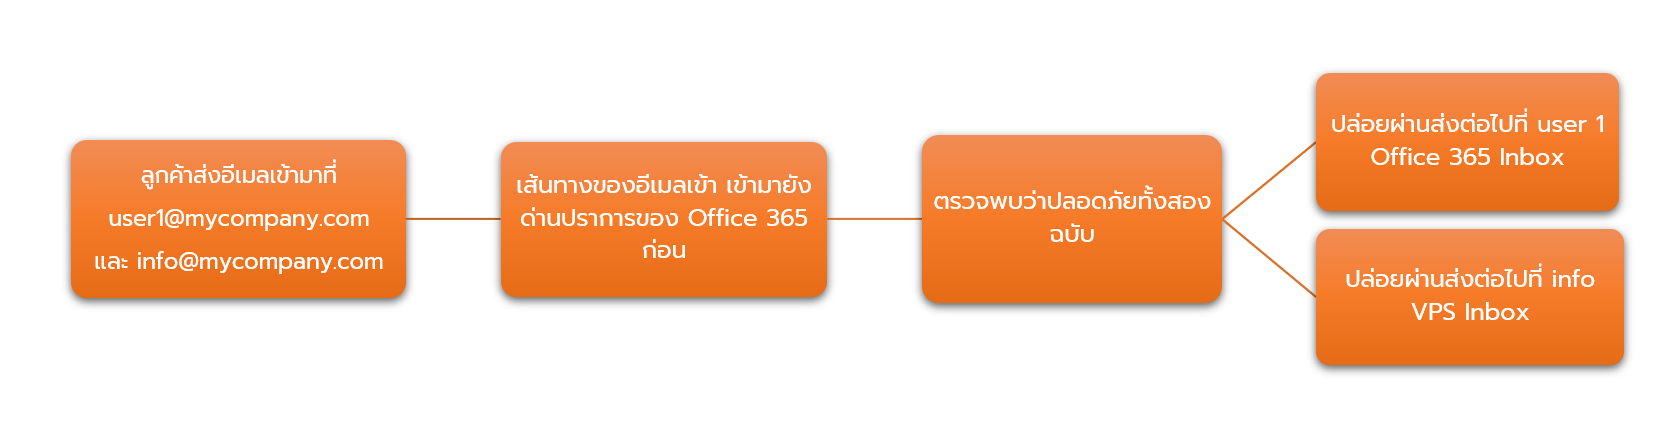 ลูกค้าส่งอีเมลเข้ามาที่
user1@mycompany.com
และ info@mycompany.com
เส้นทางของอีเมลเข้า เข้ามายัง
ด่านปราการของ Office 365
ก่อน
ตรวจพบว่าปลอดภัยทั้งสอง
ฉบับ
ปล่อยผ่านส่งต่อไปที่ user 1
Office 365 Inbox
ปล่อยผ่านส่งต่อไปที่ info
VPS Inbox